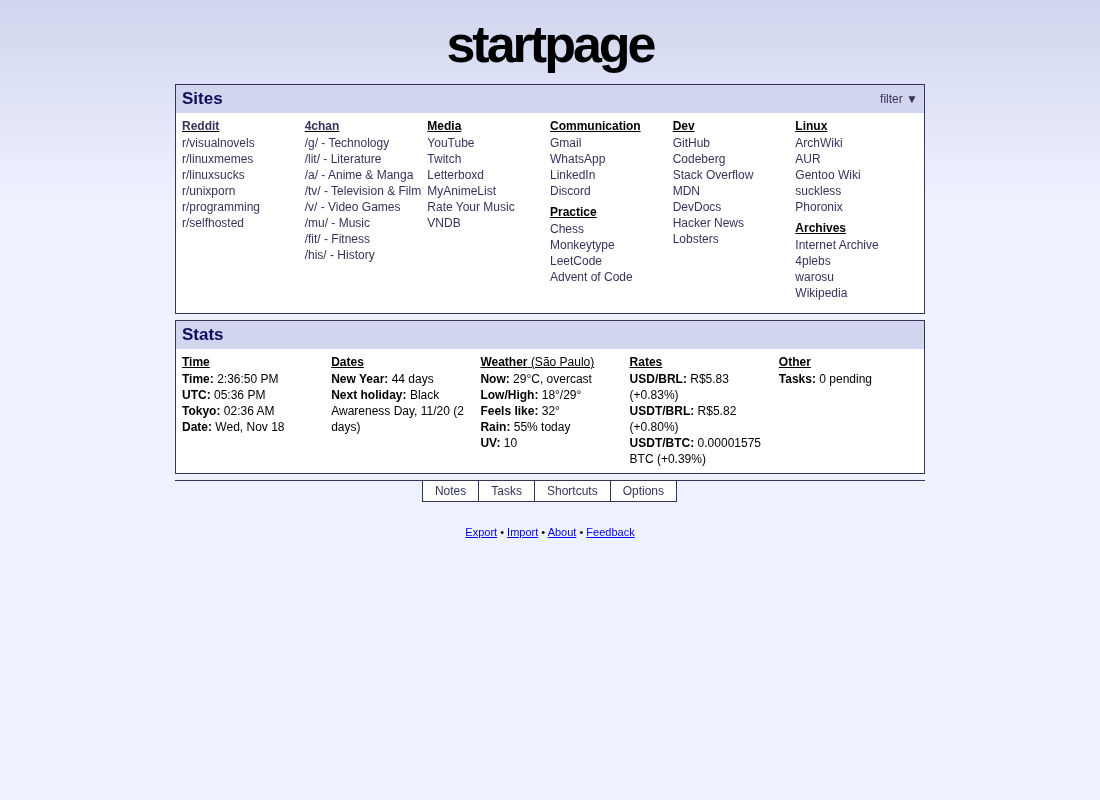 startpage
Sites
filter ▼
Reddit
r/visualnovels
r/linuxmemes
r/linuxsucks
r/unixporn
r/programming
r/selfhosted
4chan
/g/ - Technology
/lit/ - Literature
/a/ - Anime & Manga
/tv/ - Television & Film
/v/ - Video Games
/mu/ - Music
/fit/ - Fitness
/his/ - History
Media
YouTube
Twitch
Letterboxd
MyAnimeList
Rate Your Music
VNDB
Communication
Gmail
WhatsApp
LinkedIn
Discord
Practice
Chess
Monkeytype
LeetCode
Advent of Code
Dev
GitHub
Codeberg
Stack Overflow
MDN
DevDocs
Hacker News
Lobsters
Linux
ArchWiki
AUR
Gentoo Wiki
suckless
Phoronix
Archives
Internet Archive
4plebs
warosu
Wikipedia
Stats
Time
Time: 2:36:50 PM
UTC: 05:36 PM
Tokyo: 02:36 AM
Date: Wed, Nov 18
Dates
New Year: 44 days
Next holiday: Black
Awareness Day, 11/20 (2
days)
Weather (São Paulo)
Now: 29°C, overcast
Low/High: 18°/29°
Feels like: 32°
Rain: 55% today
UV: 10
Rates
USD/BRL: R$5.83
(+0.83%)
USDT/BRL: R$5.82
(+0.80%)
USDT/BTC: 0.00001575
BTC (+0.39%)
Other
Tasks: 0 pending
Notes
Tasks
Shortcuts
Options
Export • Import • About • Feedback